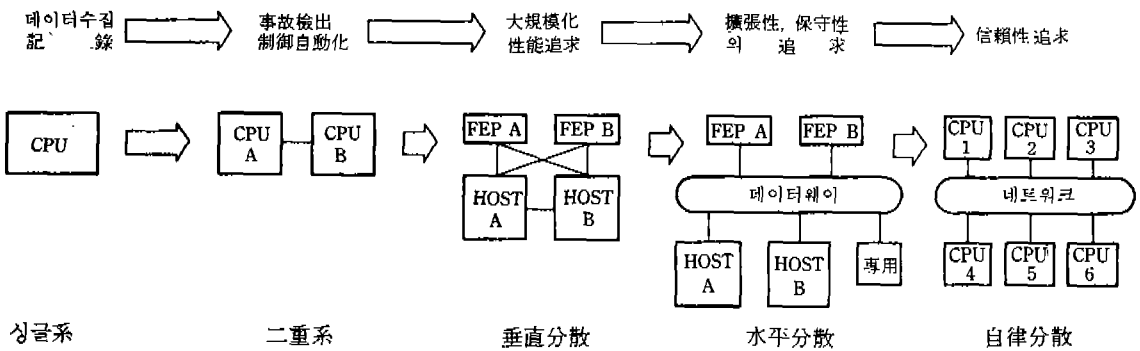 데이터수집
記 錄
事故檢出
制御自動化
大規模化
性能追求
擴張性, 保守性
의 追 求
信賴性 追求
CPU
CPU
A
CPU
B
FEP A
FEP B
HOST
A
HOST
B
FEP A
FEP B
데이터웨이
HOST
A
HOST
B
専用
CPU
1
CPU
2
CPU
3
네트워크
CPU
4
CPU
5
CPU
6
싱글系
二重系
垂直分散
水平分散
自律分散